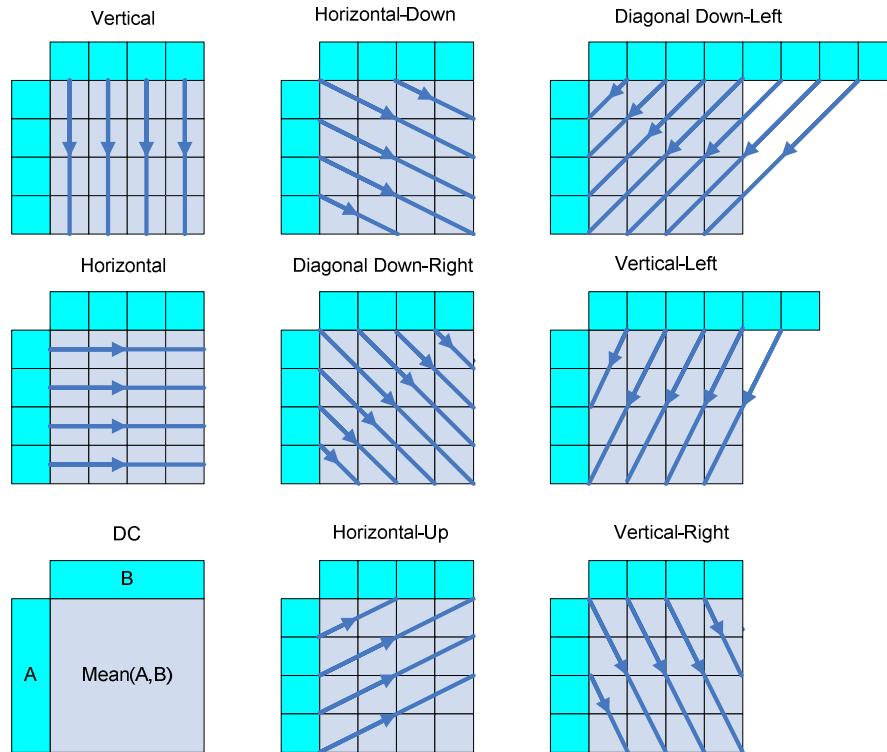 Vertical
Horizontal-Down
Diagonal Down-Left
Horizontal
Diagonal Down-Right
Vertical-Left
DC
Horizontal-Up
Vertical-Right
B
A
Mean(A,B)